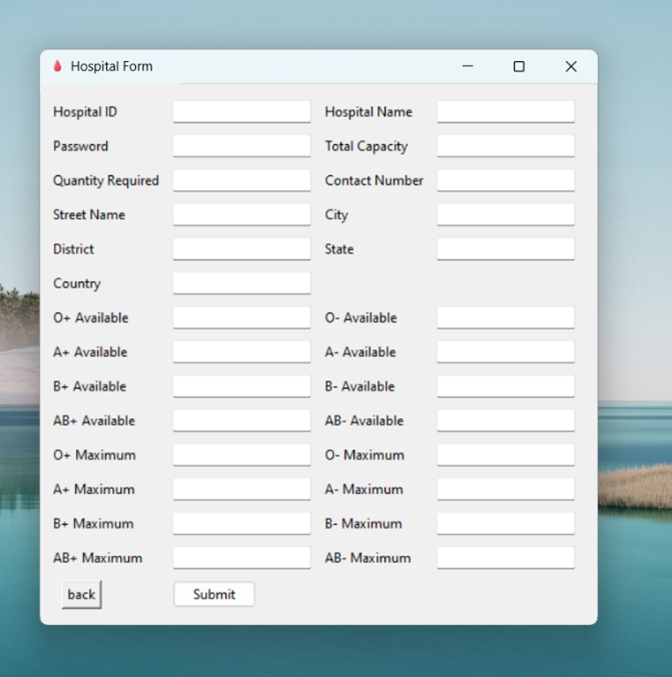 Hospital Form
Hospital ID Hospital Name
Password Total Capacity
Quantity Required Contact Number
Street Name City
District State
Country
O+ Available O- Available
A+ Available A- Available
B+ Available B- Available
AB+ Available AB- Available
O+ Maximum O- Maximum
A+ Maximum A- Maximum
B+ Maximum B- Maximum
AB+ Maximum AB- Maximum
back Submit